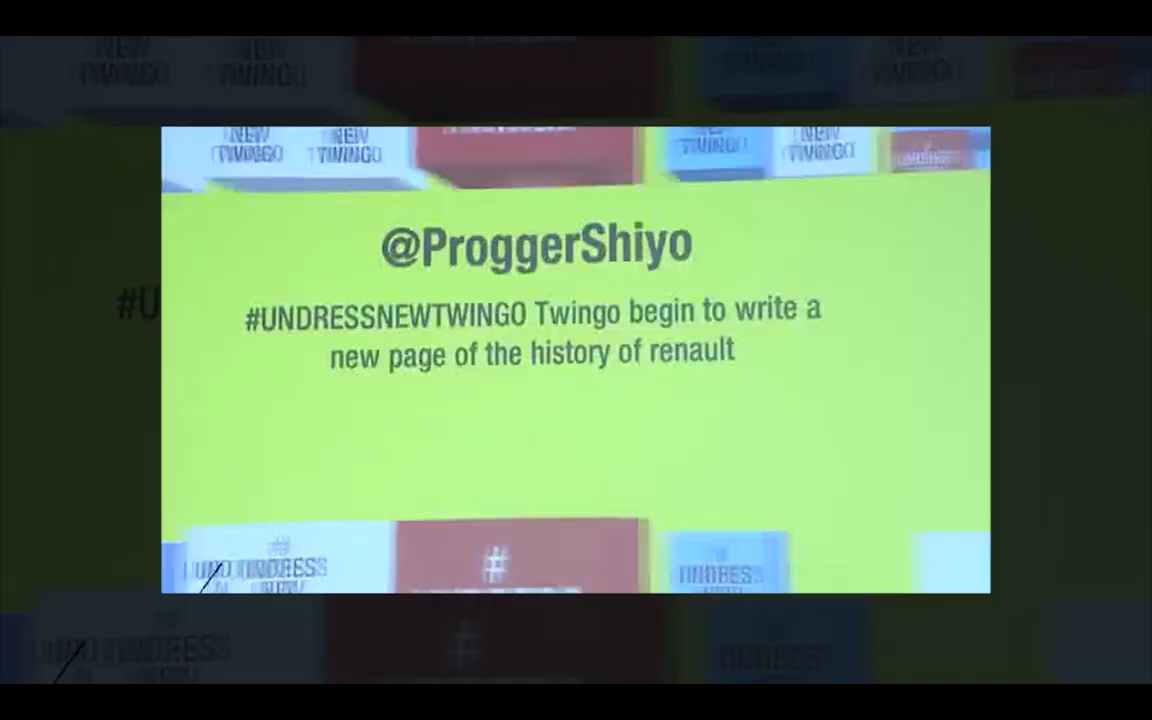 NEW
TWINGO
NEW
TWINGO
TWINGO
NEW
TWINGO
@ProggerShiyo
#UNDRESSNEWTWINGO Twingo begin to write a
new page of the history of renault
#U
#
UNDRESS
#
UNDRESS